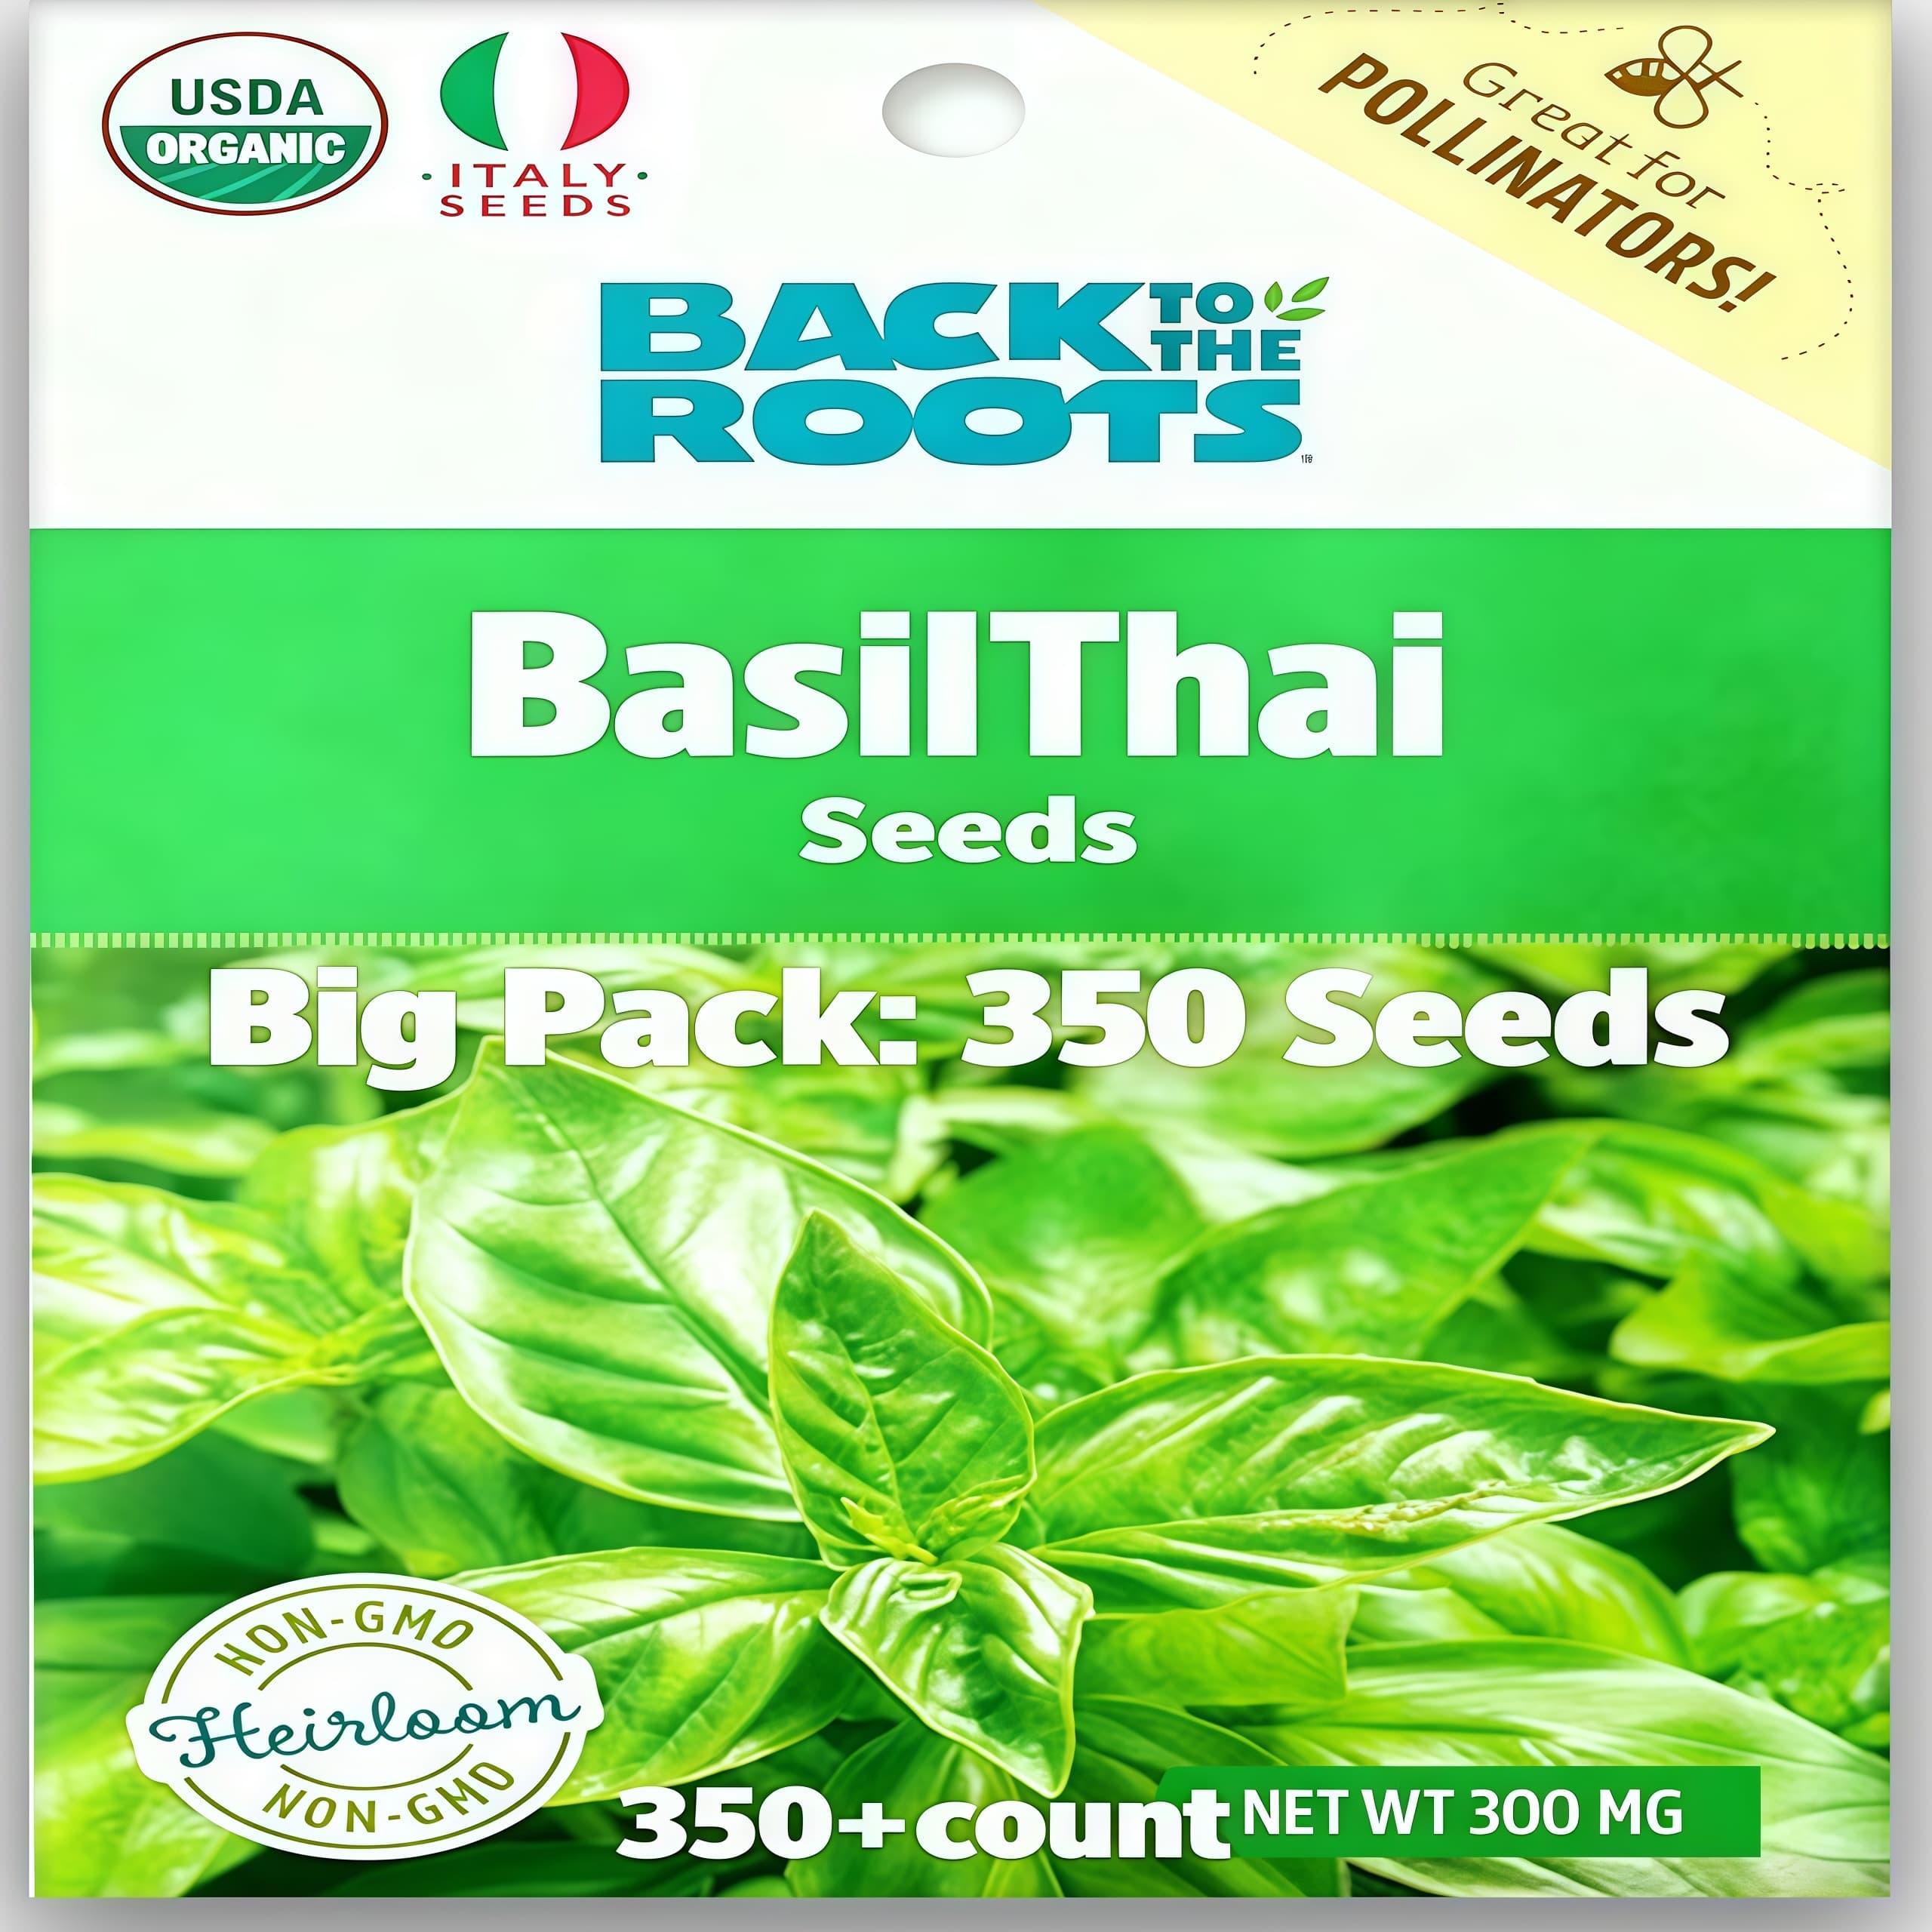 USDA
ORGANIC
·ITALY·
SEEDS
Great for
POLLINATORS!
BACK TO
THE
ROOTS
BasilThai
Seeds
Big Pack: 350 Seeds
HON-GMO
Heirloom
NON-GMO
350+count
NET WT 300 MG